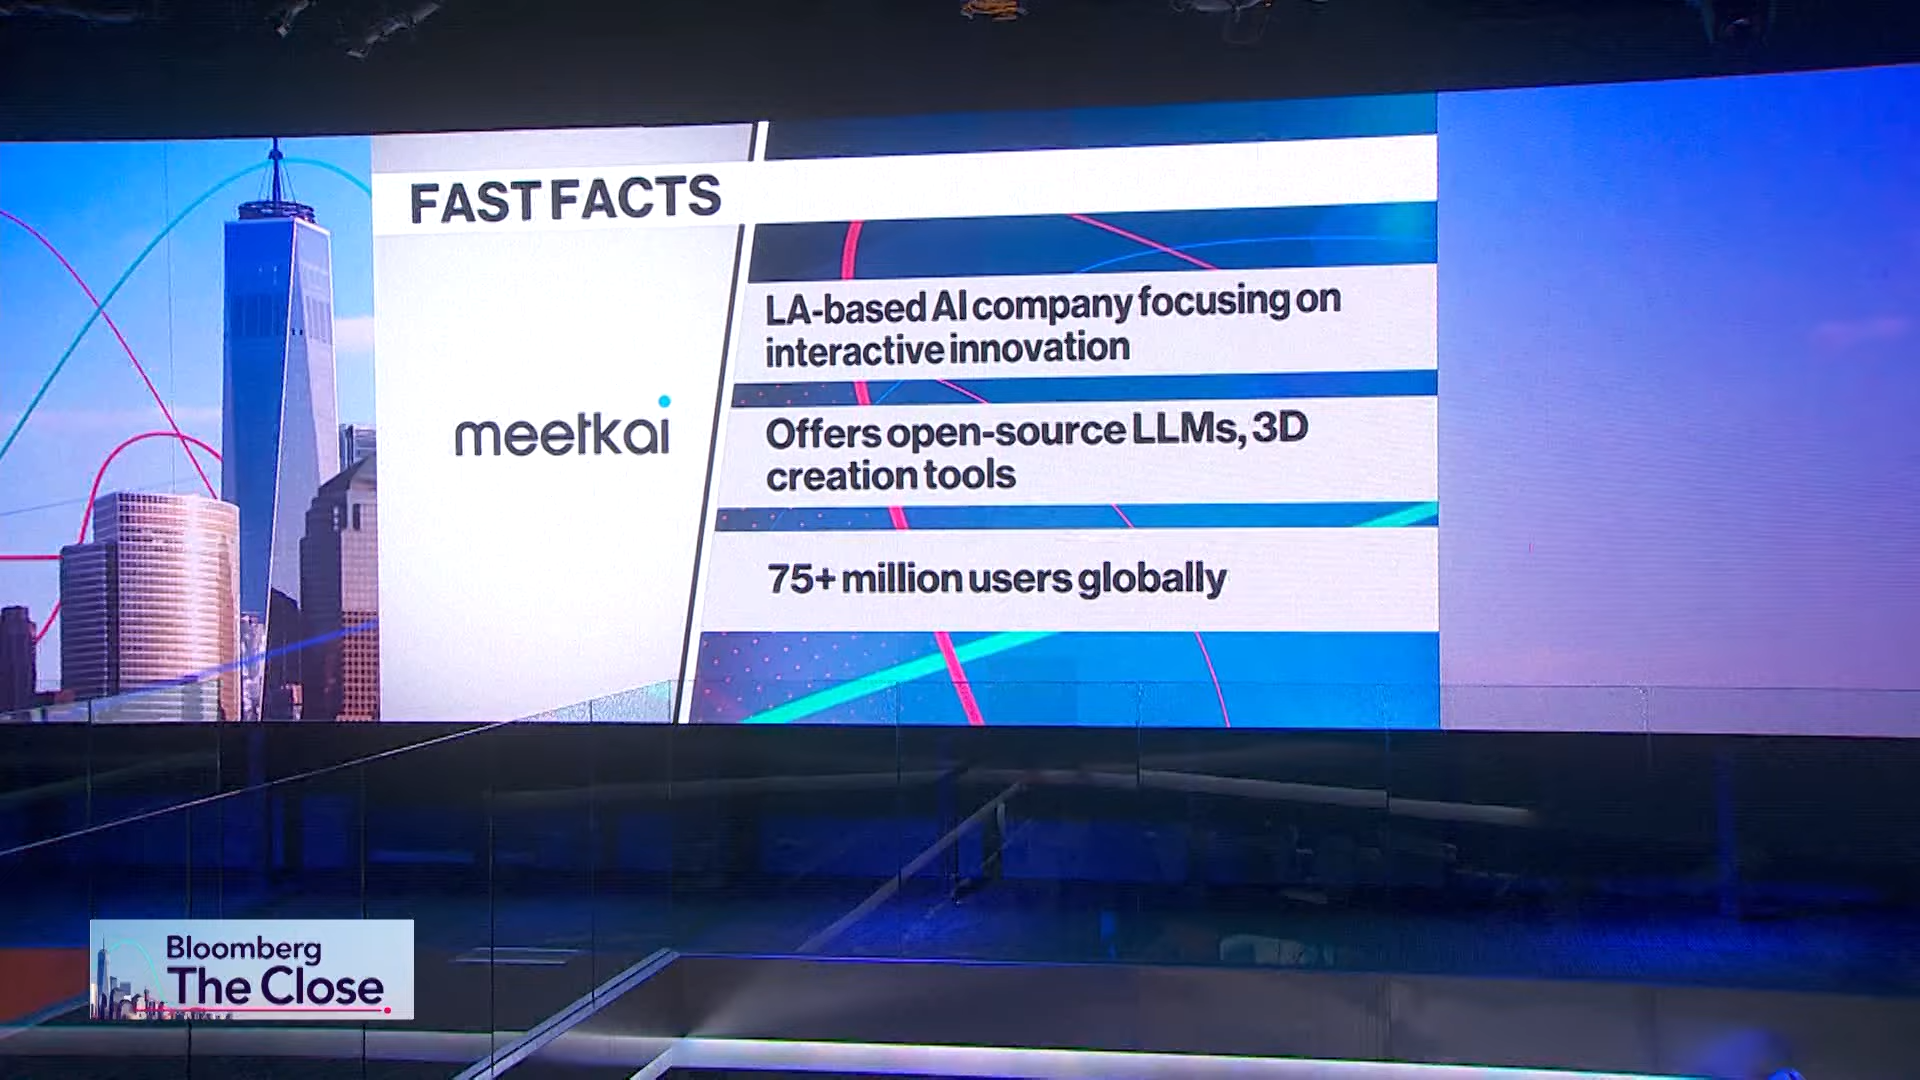 FAST FACTS
meetkai
LA-based AI company focusing on
interactive innovation
Offers open-source LLMs, 3D
creation tools
75+ million users globally
Bloomberg
The Close